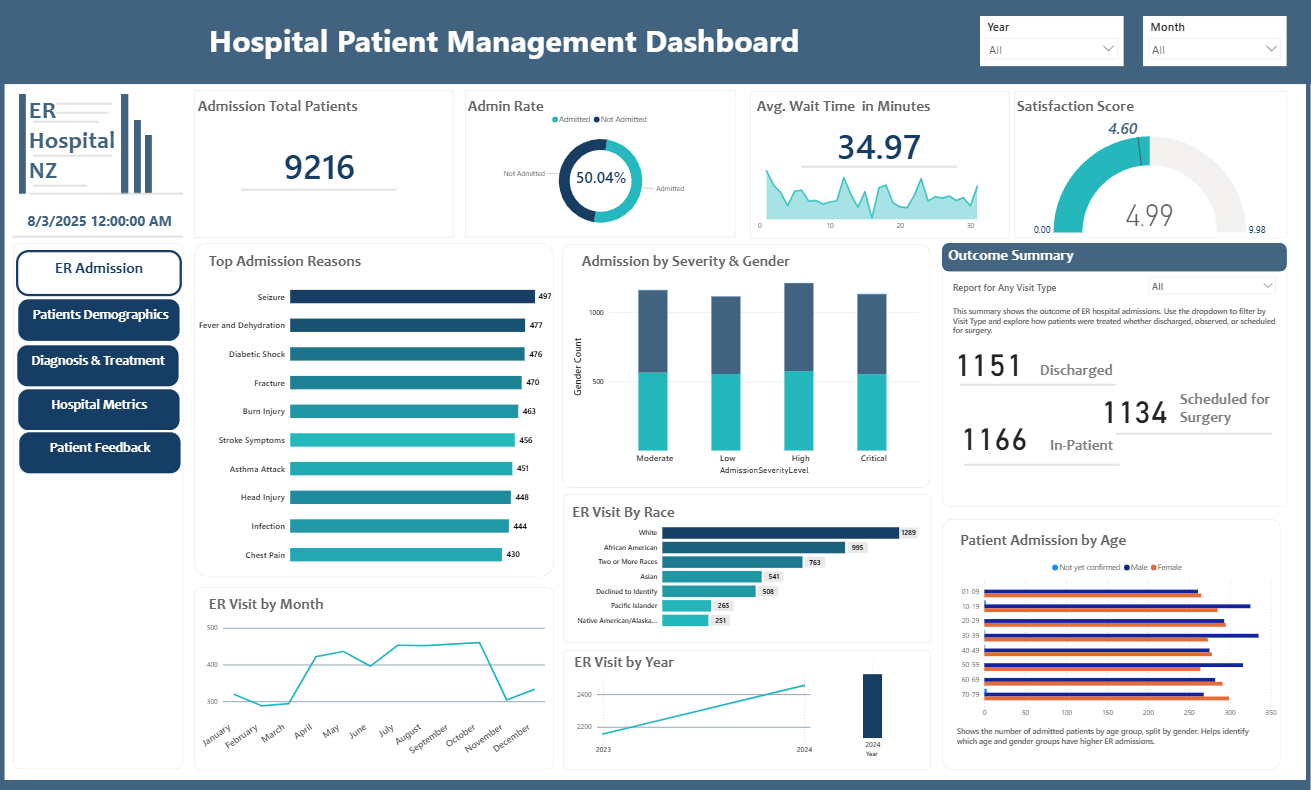 Hospital Patient Management Dashboard
Year
All
Month
All
ER
Hospital
NZ
8/3/2025 12:00:00 AM
ER Admission
Patients Demographics
Diagnosis & Treatment
Hospital Metrics
Patient Feedback
Admission Total Patients
9216
Admin Rate
Admitted Not Admitted
Not Admitted
50.04%
Admitted
Avg. Wait Time in Minutes
34.97
0 10 20 30
Satisfaction Score
4.60
4.99
0.00
9.98
Top Admission Reasons
Seizure 497
Fever and Dehydration 477
Diabetic Shock 476
Fracture 470
Burn Injury 463
Stroke Symptoms 456
Asthma Attack 451
Head Injury 448
Infection 444
Chest Pain 430
Admission by Severity & Gender
Gender Count
1000
500
Moderate Low High Critical
AdmissionSeverityLevel
Outcome Summary
Report for Any Visit Type
All
This summary shows the outcome of ER hospital admissions. Use the dropdown to filter by
Visit Type and explore how patients were treated whether discharged, observed, or scheduled
for surgery.
1151 Discharged
1134 Scheduled for
Surgery
1166 In-Patient
ER Visit By Race
White 1289
African American 995
Two or More Races 763
Asian 541
Declined to Identify 508
Pacific Islander 265
Native American/Alaska... 251
ER Visit by Month
500
400
300
January February March April May June July August September October November December
ER Visit by Year
2400
2200
2023 2024
2024
Year
Patient Admission by Age
Not yet confirmed Male Female
01-09
10-19
20-29
30-39
40-49
50-59
60-69
70-79
0 50 100 150 200 250 300 350
Shows the number of admitted patients by age group, split by gender. Helps identify
which age and gender groups have higher ER admissions.